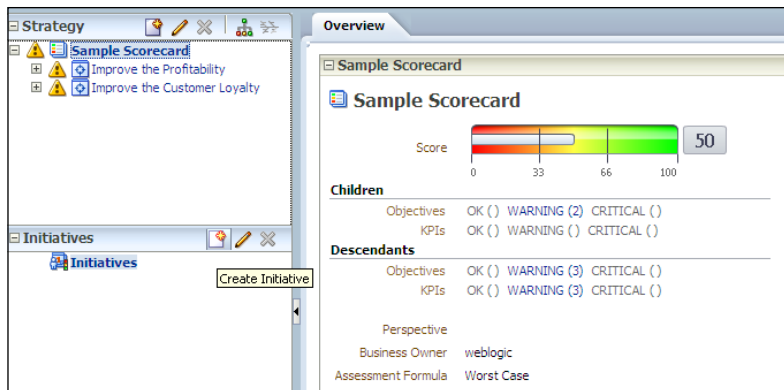 Strategy
Sample Scorecard
Improve the Profitability
Improve the Customer Loyalty
Initiatives
Initiatives
Create Initiative
Overview
Sample Scorecard
Sample Scorecard
Score
50
0 33 66 100
Children
Objectives OK () WARNING (2) CRITICAL ()
KPIs OK () WARNING () CRITICAL ()
Descendants
Objectives OK () WARNING (3) CRITICAL ()
KPIs OK () WARNING (3) CRITICAL ()
Perspective
Business Owner weblogic
Assessment Formula Worst Case